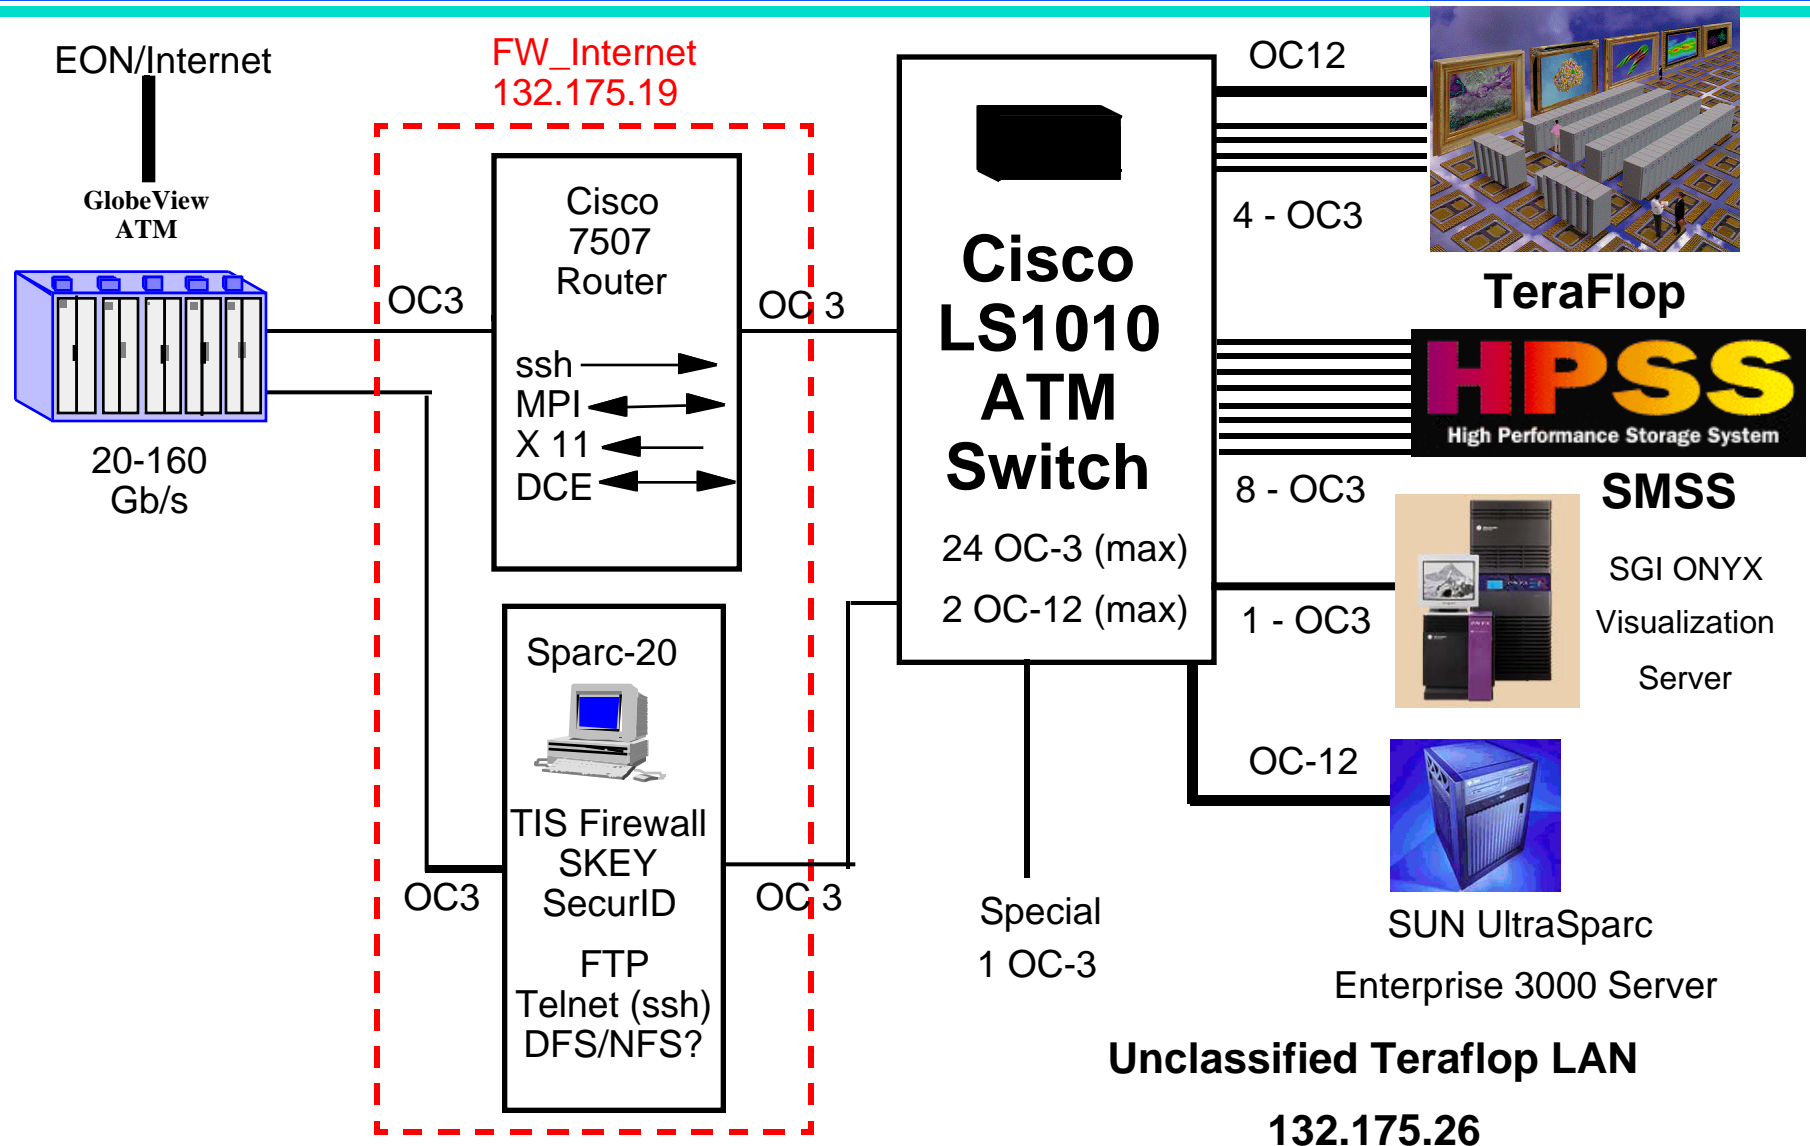 EON/Internet
GlobeView
ATM
20-160
Gb/s
FW_Internet
132.175.19
OC3
Cisco
7507
Router
ssh
MPI
X 11
DCE
OC 3
OC3
Sparc-20
TIS Firewall
SKEY
SecurID
FTP
Telnet (ssh)
DFS/NFS?
OC 3
Cisco
LS1010
ATM
Switch
24 OC-3 (max)
2 OC-12 (max)
Special
1 OC-3
OC12
4 - OC3
TeraFlop
HPSS
High Performance Storage System
8 - OC3
SMSS
1 - OC3
SGI ONYX
Visualization
Server
OC-12
SUN UltraSparc
Enterprise 3000 Server
Unclassified Teraflop LAN
132.175.26